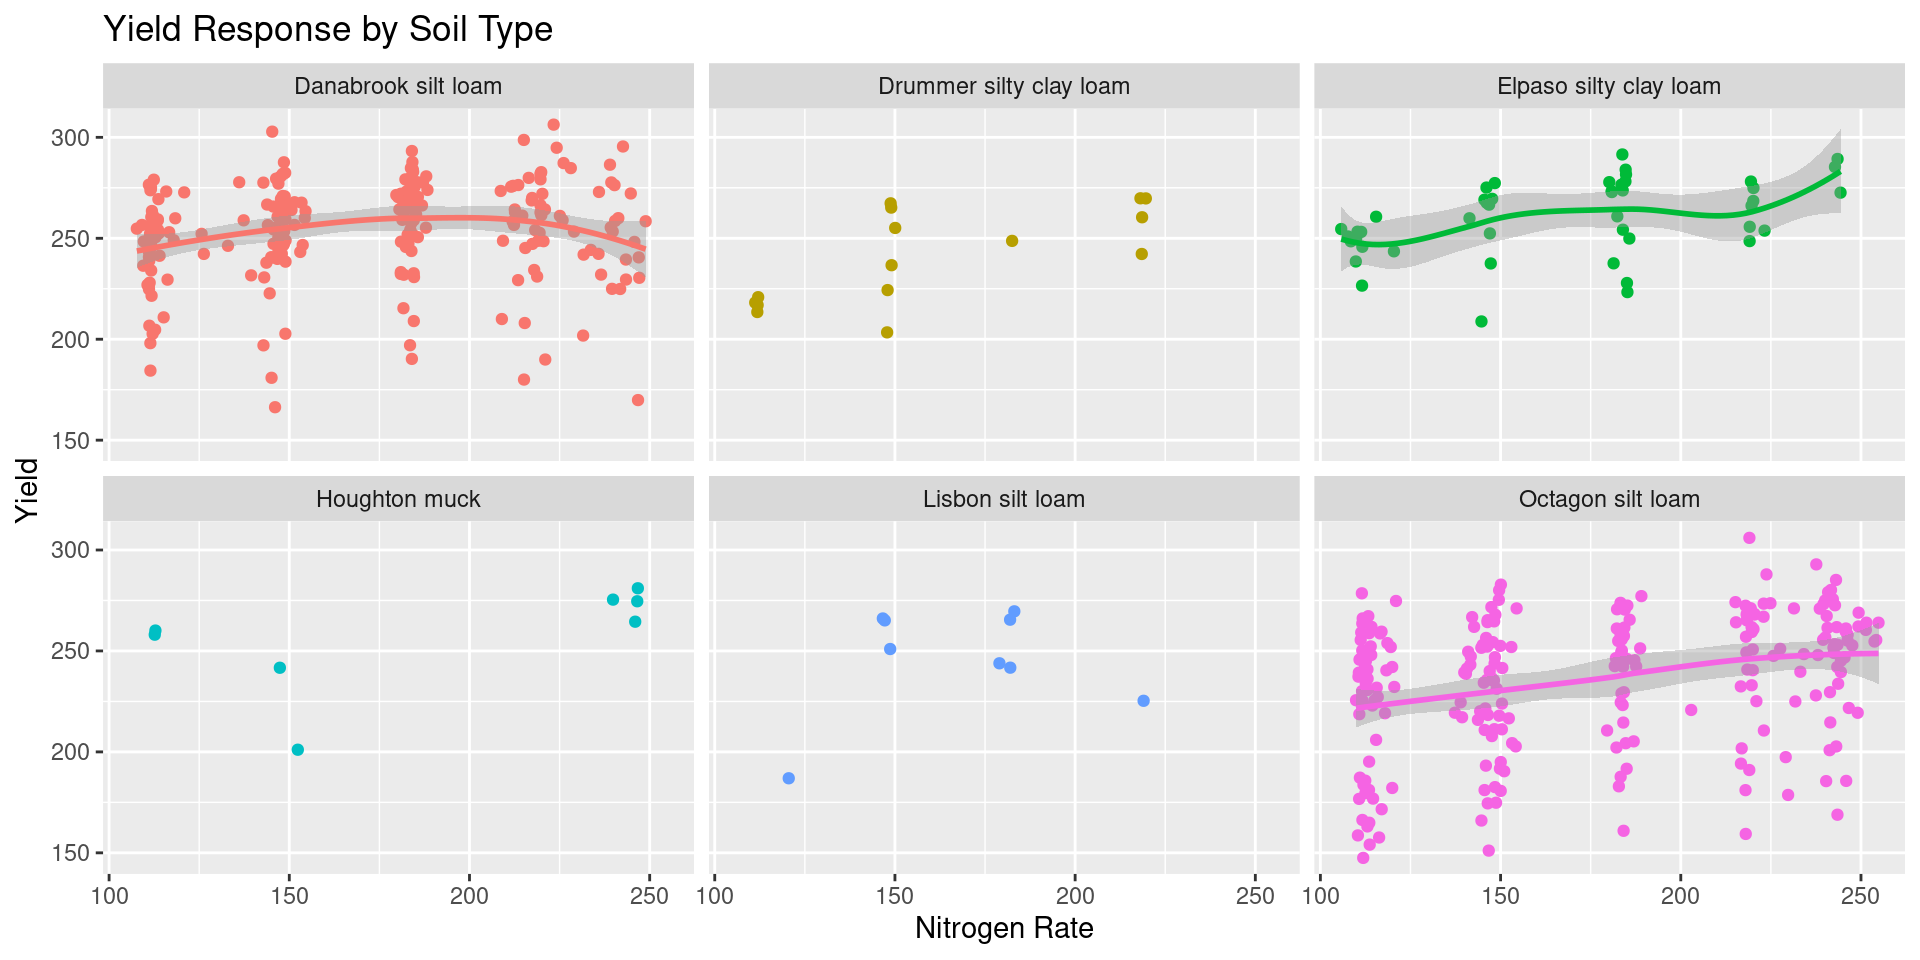 Yield Response by Soil Type
Danabrook silt loam
Drummer silty clay loam
Elpaso silty clay loam
300
250
200
150
Yield
Houghton muck
Lisbon silt loam
Octagon silt loam
300
250
200
150
100 150 200 250
100 150 200 250
100 150 200 250
Nitrogen Rate